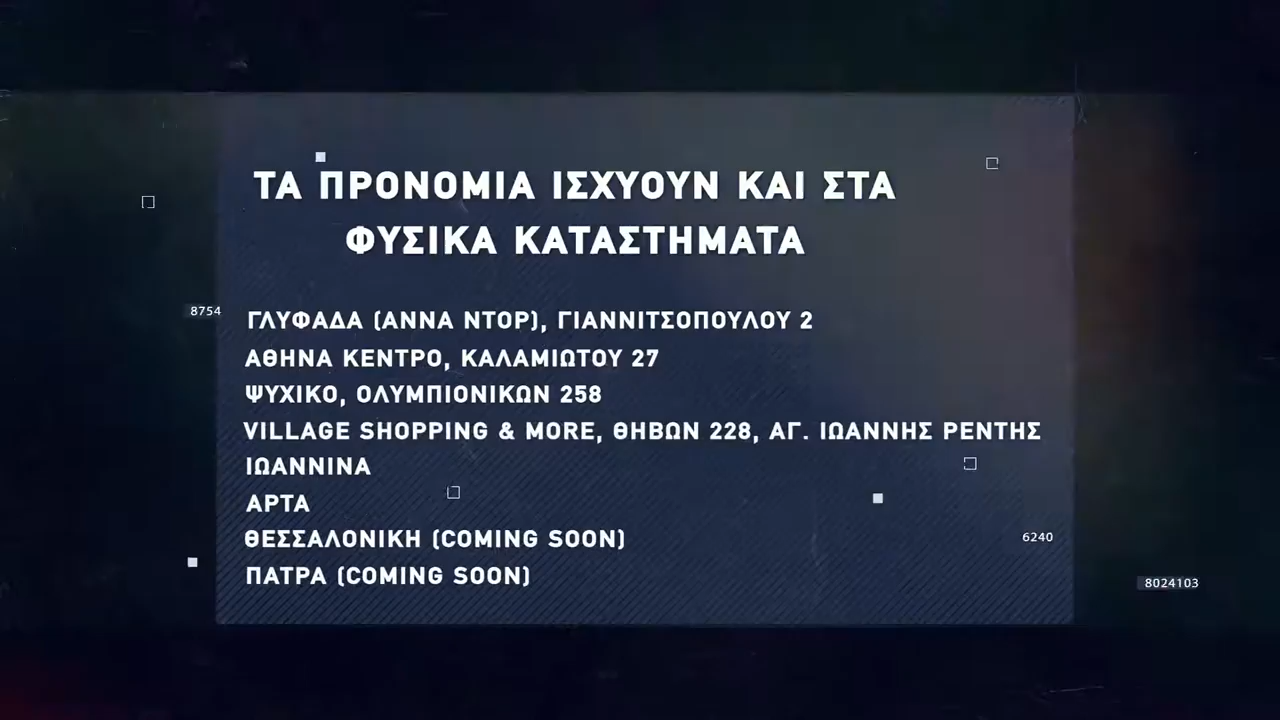 ΤΑ ΠΡΟΝΟΜΙΑ ΙΣΧΥΟΥΝ ΚΑΙ ΣΤΑ
ΦΥΣΙΚΑ ΚΑΤΑΣΤΗΜΑΤΑ
8754
ΓΛΥΦΑΔΑ (ΑΝΝΑ ΝΤΟΡ), ΓΙΑΝΝΙΤΣΟΠΟΥΛΟΥ 2
ΑΘΗΝΑ ΚΕΝΤΡΟ, ΚΑΛΑΜΙΩΤΟΥ 27
ΨΥΧΙΚΟ, ΟΛΥΜΠΙΟΝΙΚΩΝ 258
VILLAGE SHOPPING & MORE, ΘΗΒΩΝ 228, ΑΓ. ΙΩΑΝΝΗΣ ΡΕΝΤΗΣ
ΙΩΑΝΝΙΝΑ
ΑΡΤΑ
ΘΕΣΣΑΛΟΝΙΚΗ (COMING SOON)
6240
ΠΑΤΡΑ (COMING SOON)
8024103